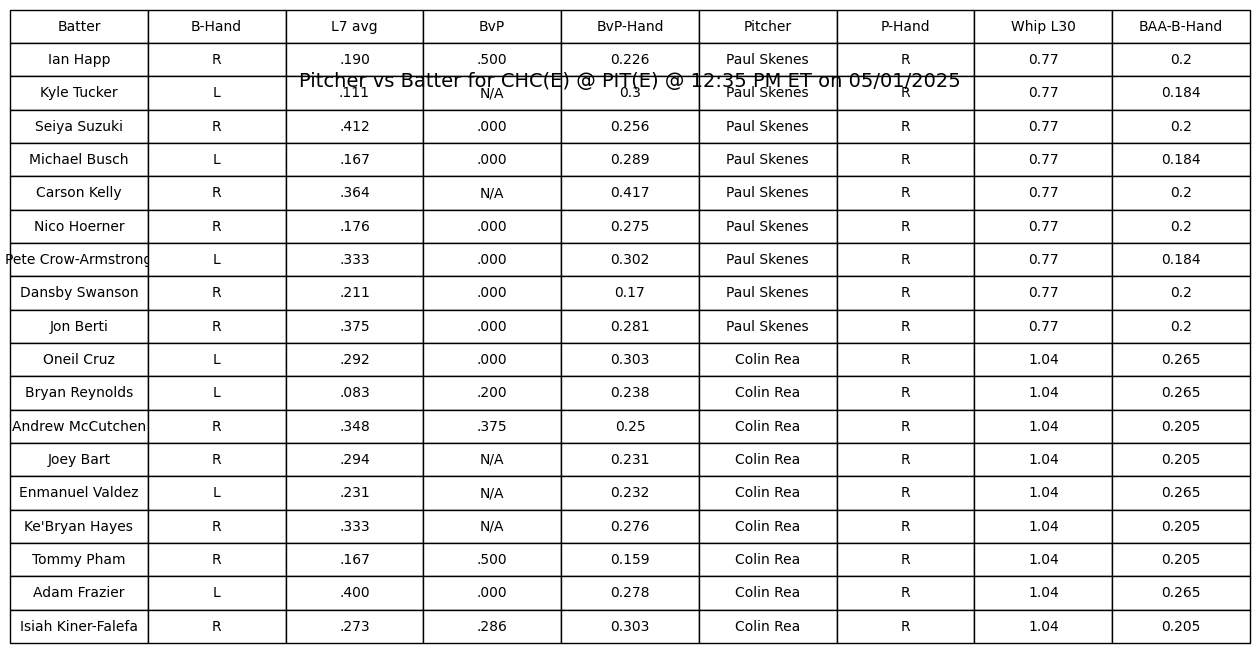 Batter B-Hand L7 avg BvP BvP-Hand Pitcher P-Hand Whip L30 BAA-B-Hand
Ian Happ R .190 .500 0.226 Paul Skenes R 0.77 0.2
Pitcher vs Batter for CHC(E) @ PIT(E) @ 12:35 PM ET on 05/01/2025
Kyle Tucker L .111 N/A 0.3 Paul Skenes R 0.77 0.184
Seiya Suzuki R .412 .000 0.256 Paul Skenes R 0.77 0.2
Michael Busch L .167 .000 0.289 Paul Skenes R 0.77 0.184
Carson Kelly R .364 N/A 0.417 Paul Skenes R 0.77 0.2
Nico Hoerner R .176 .000 0.275 Paul Skenes R 0.77 0.2
Pete Crow-Armstrong L .333 .000 0.302 Paul Skenes R 0.77 0.184
Dansby Swanson R .211 .000 0.17 Paul Skenes R 0.77 0.2
Jon Berti R .375 .000 0.281 Paul Skenes R 0.77 0.2
Oneil Cruz L .292 .000 0.303 Colin Rea R 1.04 0.265
Bryan Reynolds L .083 .200 0.238 Colin Rea R 1.04 0.265
Andrew McCutchen R .348 .375 0.25 Colin Rea R 1.04 0.205
Joey Bart R .294 N/A 0.231 Colin Rea R 1.04 0.205
Enmanuel Valdez L .231 N/A 0.232 Colin Rea R 1.04 0.265
Ke'Bryan Hayes R .333 N/A 0.276 Colin Rea R 1.04 0.205
Tommy Pham R .167 .500 0.159 Colin Rea R 1.04 0.205
Adam Frazier L .400 .000 0.278 Colin Rea R 1.04 0.265
Isiah Kiner-Falefa R .273 .286 0.303 Colin Rea R 1.04 0.205